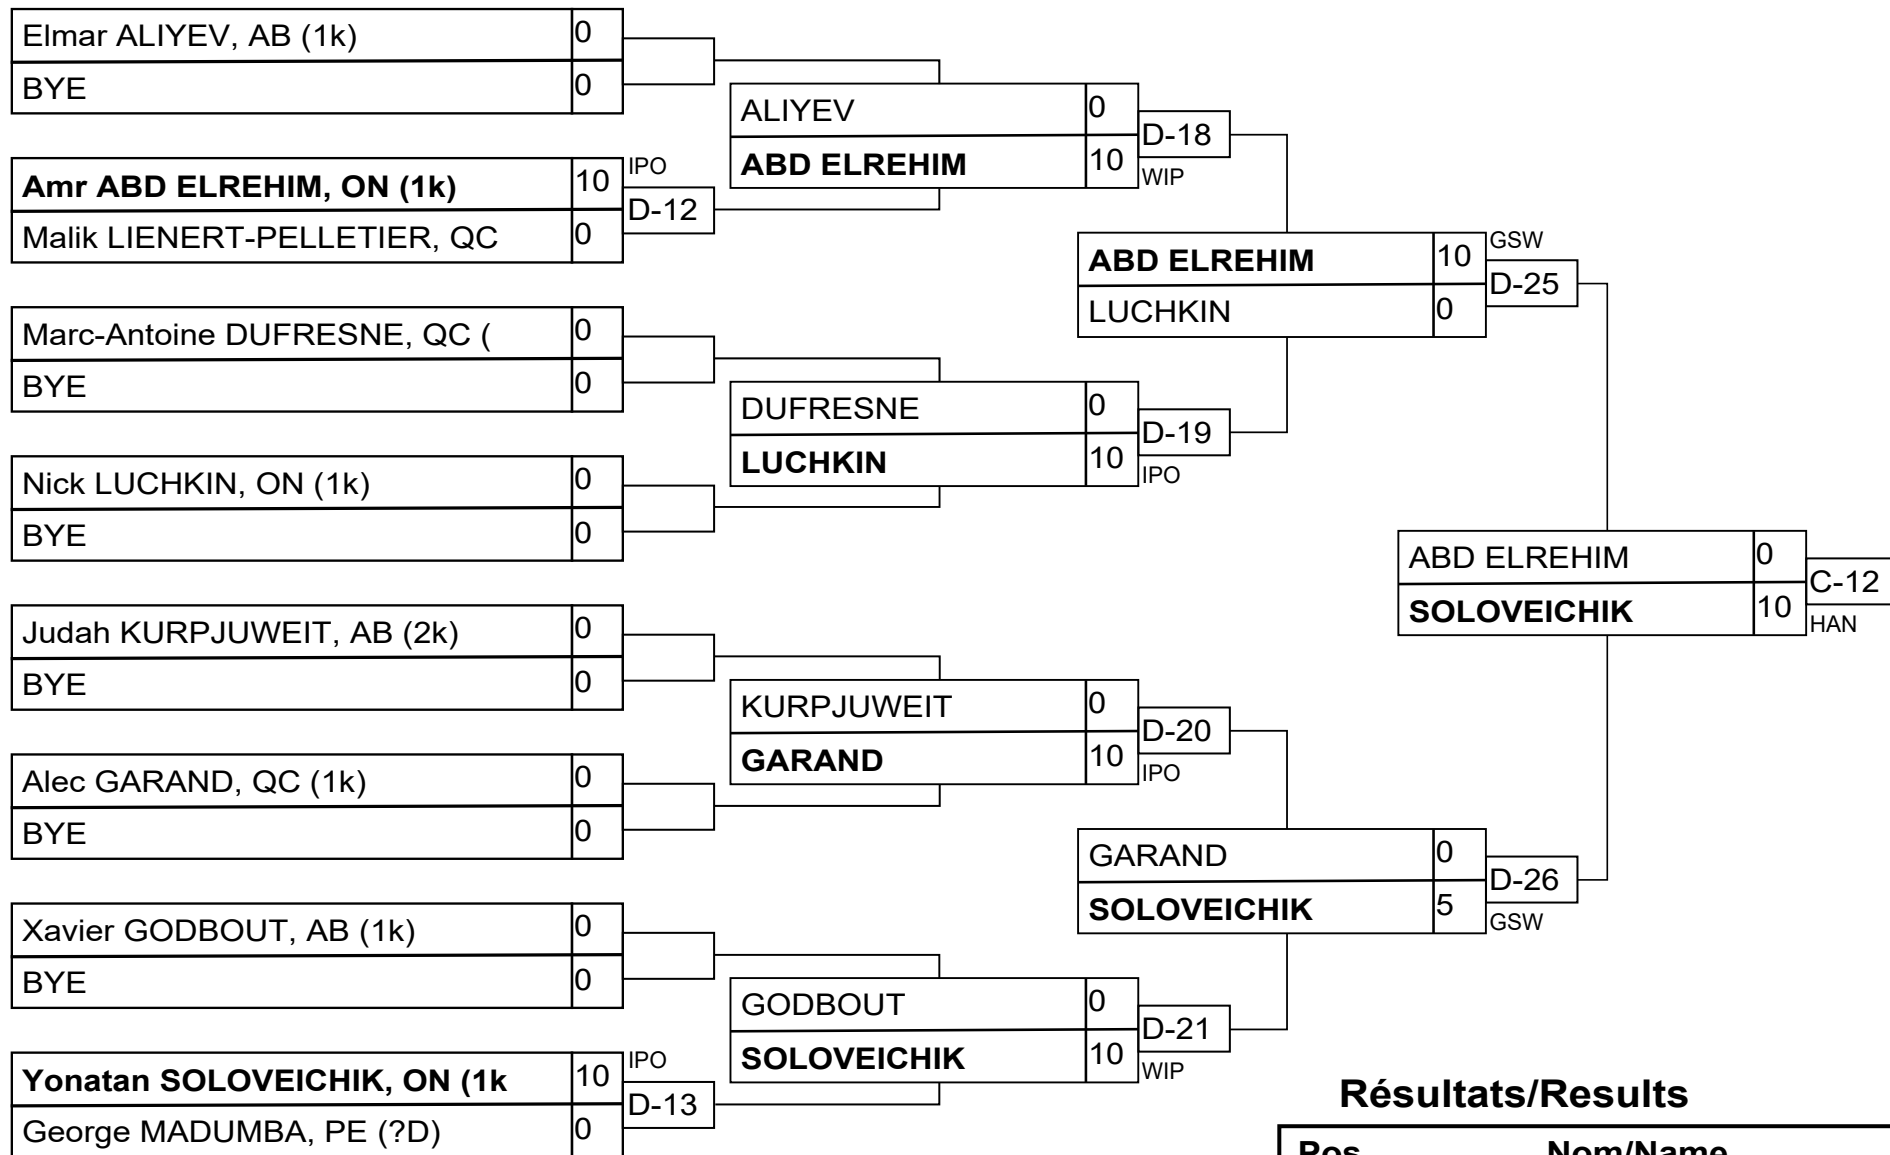 Elmar ALIYEV, AB (1k) 0
BYE 0
Amr ABD ELREHIM, ON (1k) 10 IPO
D-12
Malik LIENERT-PELLETIER, QC 0
Marc-Antoine DUFRESNE, QC ( 0
BYE 0
Nick LUCHKIN, ON (1k) 0
BYE 0
Judah KURPJUWEIT, AB (2k) 0
BYE 0
Alec GARAND, QC (1k) 0
BYE 0
Xavier GODBOUT, AB (1k) 0
BYE 0
Yonatan SOLOVEICHIK, ON (1k 10 IPO
D-13
George MADUMBA, PE (?D) 0
ALIYEV 0
D-18
ABD ELREHIM 10 WIP
DUFRESNE 0
D-19
LUCHKIN 10 IPO
KURPJUWEIT 0
D-20
GARAND 10 IPO
GODBOUT 0
D-21
SOLOVEICHIK 10 WIP
ABD ELREHIM 10 GSW
D-25
LUCHKIN 0
GARAND 0
D-26
SOLOVEICHIK 5 GSW
ABD ELREHIM 0
C-12
SOLOVEICHIK 10 HAN
Résultats/Results
Pos Nom/Name